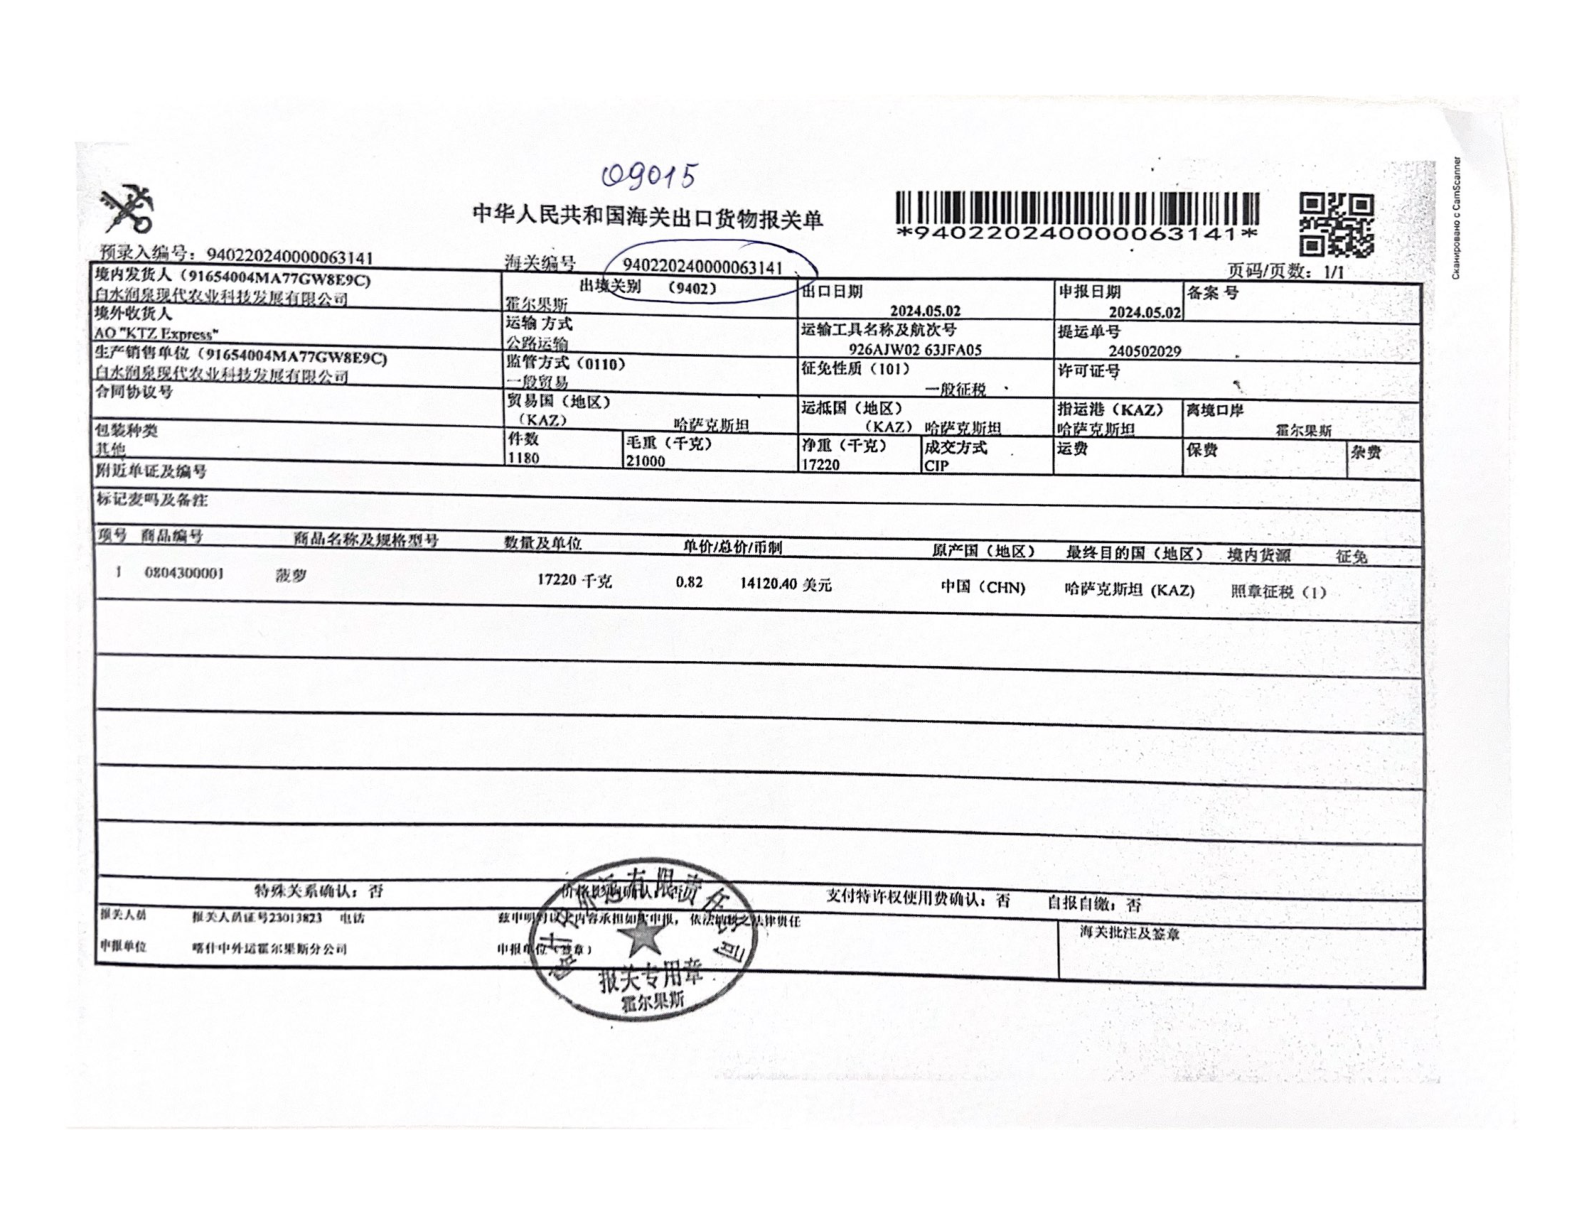 09015
中华人民共和国海关出口货物报关单
*940220240000063141*
预录入编号：940220240000063141 海关编号 940220240000063141 页码/页数：1/1
境内发货人（91654004MA77GW8E9C） 出境关别 （9402） 出口日期 申报日期 备案 号
白水润泉现代农业科技发展有限公司 霍尔果斯 2024.05.02 2024.05.02
境外收货人 运输 方式 运输工具名称及航次号 提运单号
AO "KTZ Express" 公路运输 926AJW02 63JFA05 240502029
生产销售单位（91654004MA77GW8E9C） 监管方式（0110） 征免性质（101） 许可证号
白水润泉现代农业科技发展有限公司 一般贸易 一般征税
合同协议号 贸易国（地区） 运抵国（地区） 指运港（KAZ） 离境口岸
（KAZ） 哈萨克斯坦 （KAZ） 哈萨克斯坦 哈萨克斯坦 霍尔果斯
包装种类 件数 毛重（千克） 净重（千克） 成交方式 运费 保费 杂费
其他 1180 21000 17220 CIP
附近单证及编号
标记麦吗及备注
项号 商品编号 商品名称及规格型号 数量及单位 单价/总价/币制 原产国（地区） 最终目的国（地区） 境内货源 征免
1 0804300001 菠萝 17220 千克 0.82 14120.40 美元 中国（CHN） 哈萨克斯坦 (KAZ) 照章征税（1）
特殊关系确认：否 价格影响确认：否 支付特许权使用费确认：否 自报自缴：否
报关人员 报关人员证号23013823 电话 兹申明对以上内容承担如实申报，依法纳税之法律责任 海关批注及签章
申报单位 喀什中外运霍尔果斯分公司 申报单位（签章）
喀什中外运有限责任公司
报关专用章
霍尔果斯
Сканировано с CamScanner